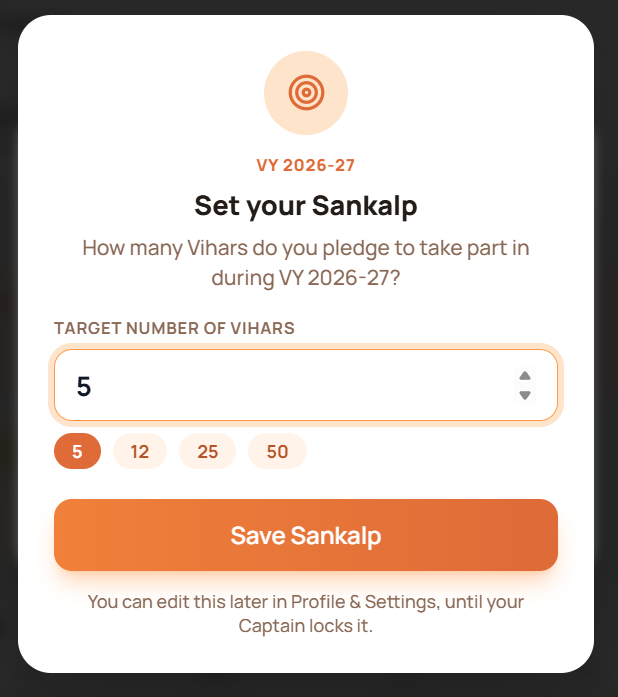 VY 2026-27
Set your Sankalp
How many Vihars do you pledge to take part in
during VY 2026-27?
TARGET NUMBER OF VIHARS
5
5 12 25 50
Save Sankalp
You can edit this later in Profile & Settings, until your
Captain locks it.